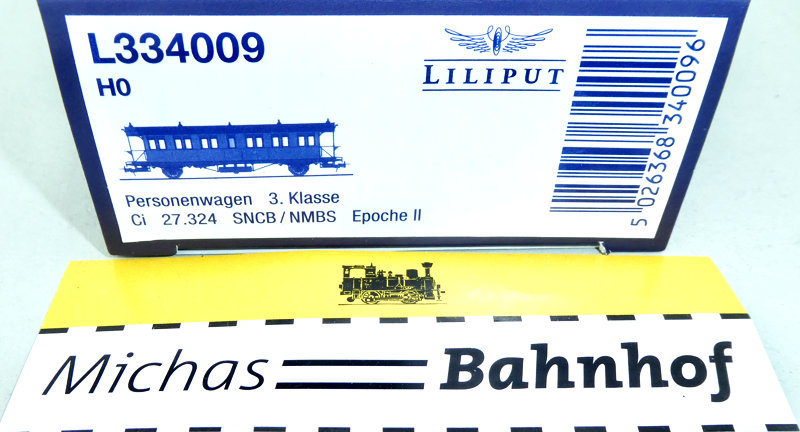 L334009
H0
LILIPUT
Personenwagen 3. Klasse
Ci 27.324 SNCB / NMBS Epoche II
5 026368 340096
Michas Bahnhof